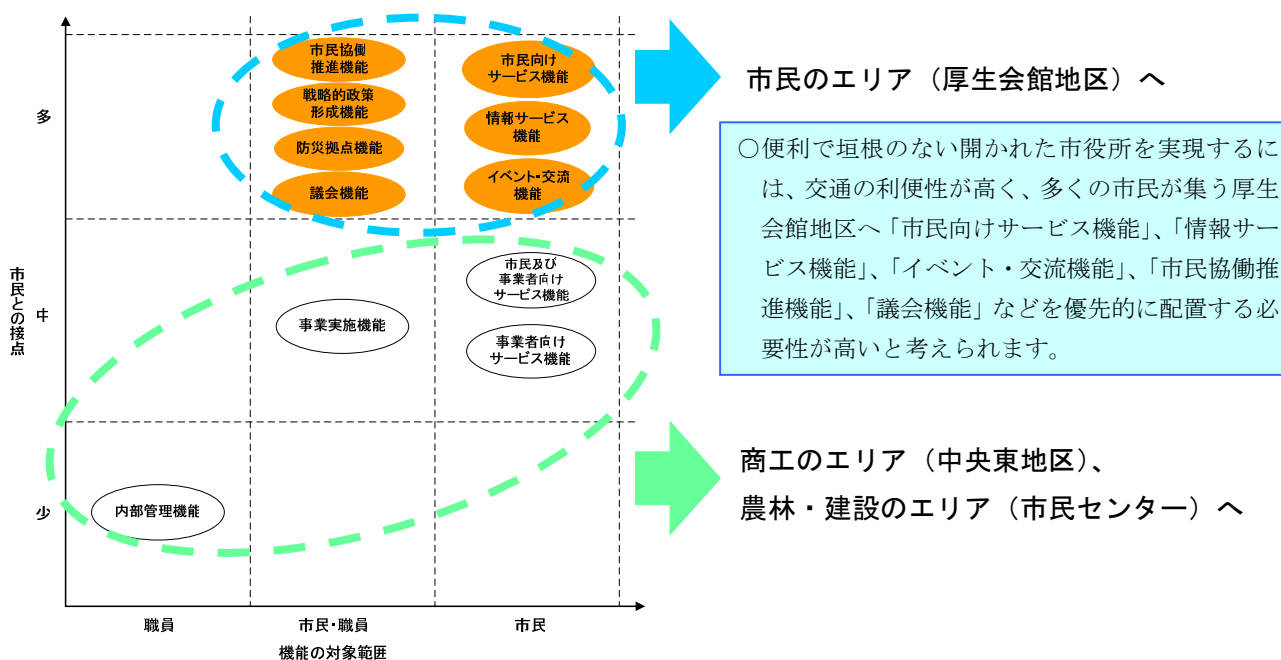 市民協働
推進機能
戦略的政策
形成機能
防災拠点機能
議会機能
市民向け
サービス機能
情報サービス
機能
イベント・交流
機能
市民及び
事業者向け
サービス機能
事業実施機能
事業者向け
サービス機能
内部管理機能
多
中
少
市民との接点
職員
市民・職員
市民
機能の対象範囲
市民のエリア（厚生会館地区）へ
○便利で垣根のない開かれた市役所を実現するに
は、交通の利便性が高く、多くの市民が集う厚生
会館地区へ「市民向けサービス機能」、「情報サー
ビス機能」、「イベント・交流機能」、「市民協働推
進機能」、「議会機能」などを優先的に配置する必
要性が高いと考えられます。
商工のエリア（中央東地区）、
農林・建設のエリア（市民センター）へ